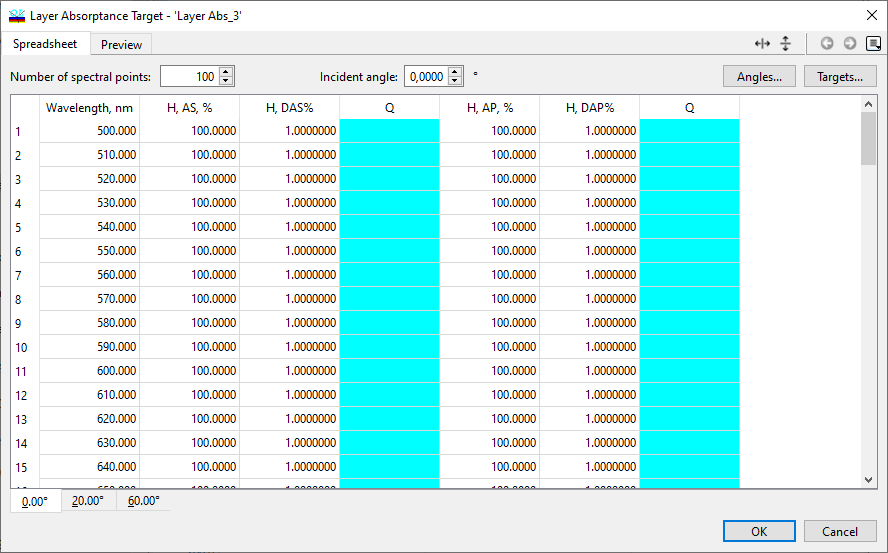 Layer Absorptance Target - 'Layer Abs_3'
Spreadsheet Preview
Number of spectral points: 100 Incident angle: 0,0000 ° Angles... Targets...
Wavelength, nm H, AS, % H, DAS% Q H, AP, % H, DAP% Q
1 500.000 100.0000 1.0000000 100.0000 1.0000000
2 510.000 100.0000 1.0000000 100.0000 1.0000000
3 520.000 100.0000 1.0000000 100.0000 1.0000000
4 530.000 100.0000 1.0000000 100.0000 1.0000000
5 540.000 100.0000 1.0000000 100.0000 1.0000000
6 550.000 100.0000 1.0000000 100.0000 1.0000000
7 560.000 100.0000 1.0000000 100.0000 1.0000000
8 570.000 100.0000 1.0000000 100.0000 1.0000000
9 580.000 100.0000 1.0000000 100.0000 1.0000000
10 590.000 100.0000 1.0000000 100.0000 1.0000000
11 600.000 100.0000 1.0000000 100.0000 1.0000000
12 610.000 100.0000 1.0000000 100.0000 1.0000000
13 620.000 100.0000 1.0000000 100.0000 1.0000000
14 630.000 100.0000 1.0000000 100.0000 1.0000000
15 640.000 100.0000 1.0000000 100.0000 1.0000000
0.00° 20.00° 60.00°
OK Cancel